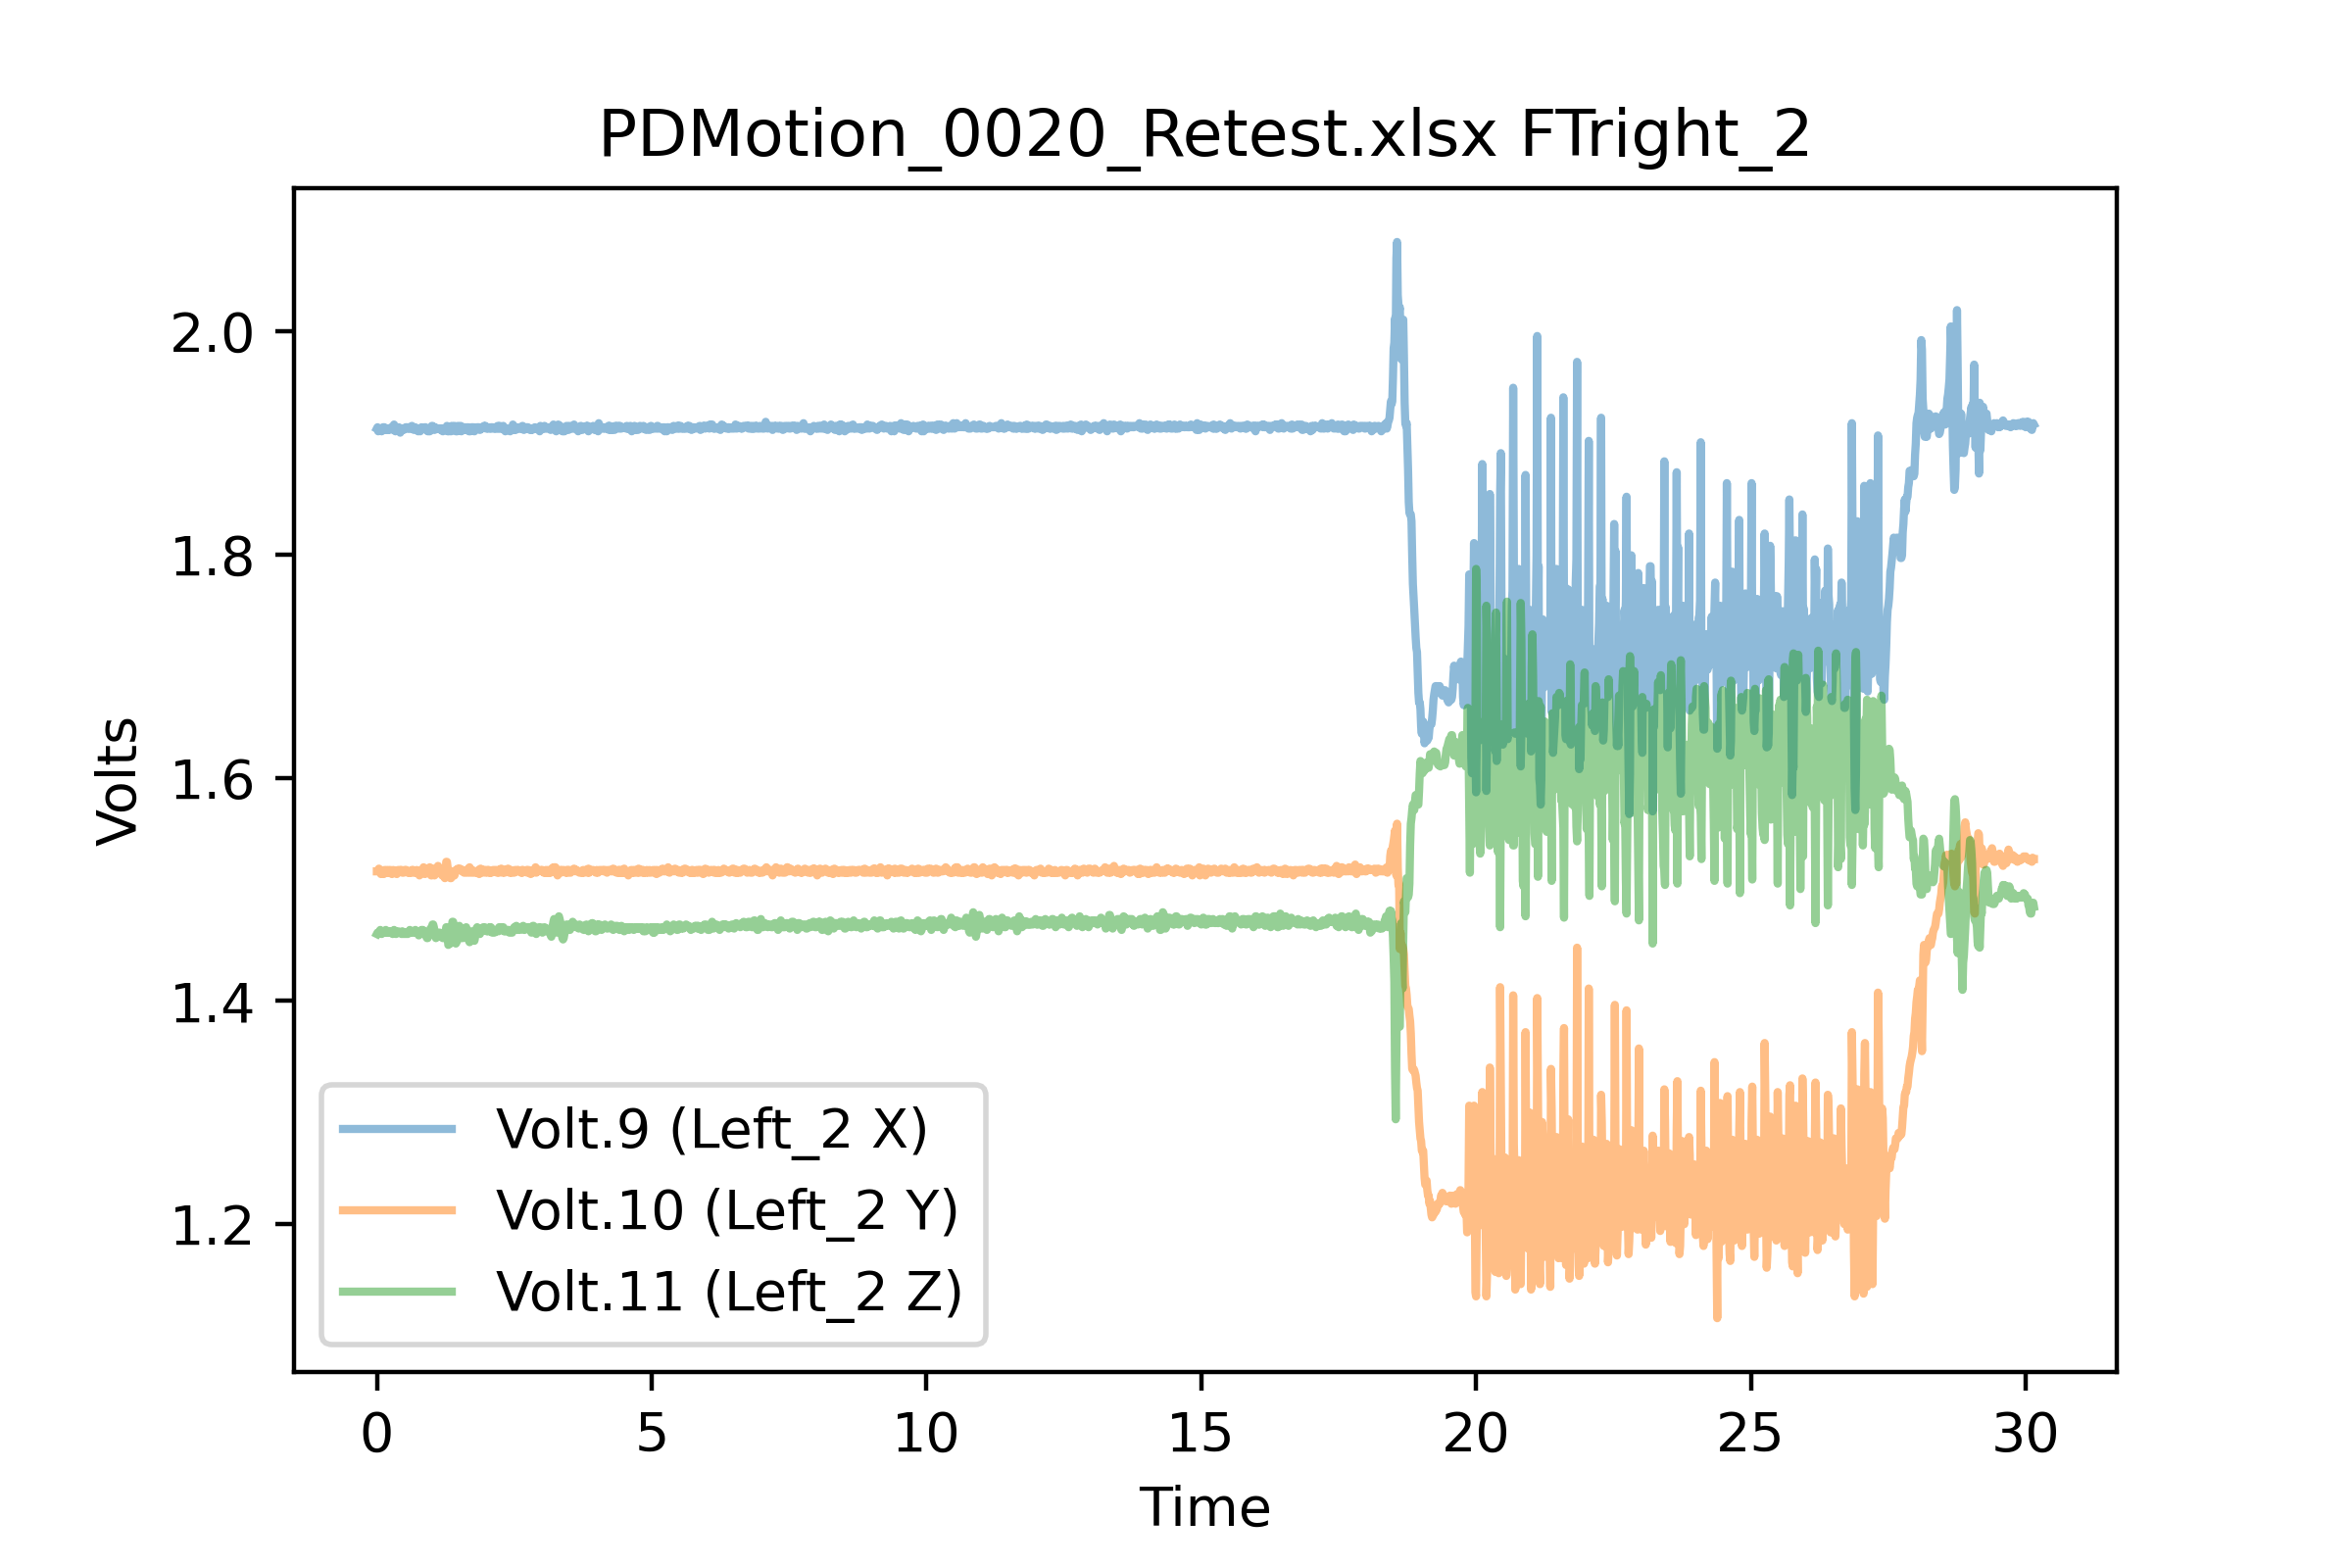 PDMotion_0020_Retest.xlsx FTright_2
2.0
1.8
1.6
1.4
1.2
Volts
Volt.9 (Left_2 X)
Volt.10 (Left_2 Y)
Volt.11 (Left_2 Z)
0 5 10 15 20 25 30
Time